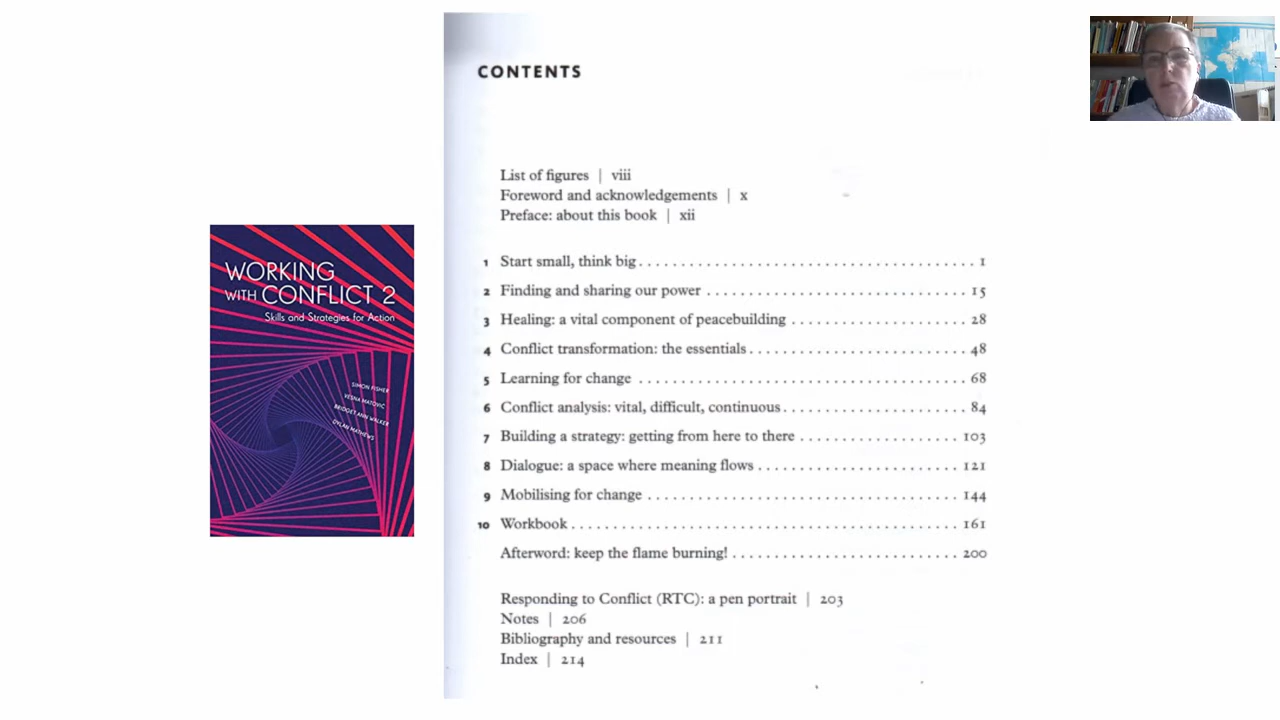 WORKING
WITH CONFLICT 2
Skills and Strategies for Action
SIMON FISHER
VESNA MATOVIC
BRIDGET ANN WALKER
DYLAN MATHEWS
CONTENTS
List of figures | viii
Foreword and acknowledgements | x
Preface: about this book | xii
1 Start small, think big . . . . . . . . . . . . . . . . . . . . 1
2 Finding and sharing our power . . . . . . . . . . . . . . . . . . . . 15
3 Healing: a vital component of peacebuilding . . . . . . . . . . . . . . . . . . . . 28
4 Conflict transformation: the essentials . . . . . . . . . . . . . . . . . . . . 48
5 Learning for change . . . . . . . . . . . . . . . . . . . . 68
6 Conflict analysis: vital, difficult, continuous . . . . . . . . . . . . . . . . . . . . 84
7 Building a strategy: getting from here to there . . . . . . . . . . . . . . . . . . . . 103
8 Dialogue: a space where meaning flows . . . . . . . . . . . . . . . . . . . . 121
9 Mobilising for change . . . . . . . . . . . . . . . . . . . . 144
10 Workbook . . . . . . . . . . . . . . . . . . . . 161
Afterword: keep the flame burning! . . . . . . . . . . . . . . . . . . . . 200
Responding to Conflict (RTC): a pen portrait | 203
Notes | 206
Bibliography and resources | 211
Index | 214